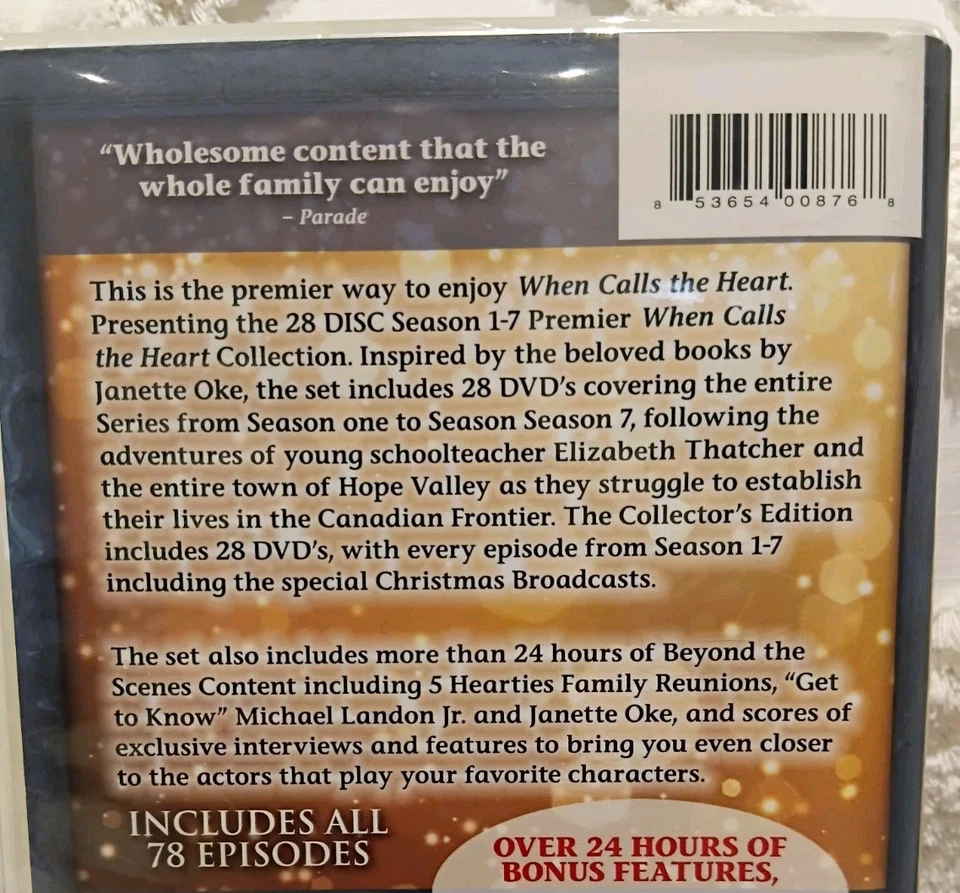 “Wholesome content that the
whole family can enjoy”
– Parade
8 53654 00876 8
This is the premier way to enjoy When Calls the Heart.
Presenting the 28 DISC Season 1-7 Premier When Calls
the Heart Collection. Inspired by the beloved books by
Janette Oke, the set includes 28 DVD’s covering the entire
Series from Season one to Season Season 7, following the
adventures of young schoolteacher Elizabeth Thatcher and
the entire town of Hope Valley as they struggle to establish
their lives in the Canadian Frontier. The Collector’s Edition
includes 28 DVD’s, with every episode from Season 1-7
including the special Christmas Broadcasts.
The set also includes more than 24 hours of Beyond the
Scenes Content including 5 Hearties Family Reunions, “Get
to Know” Michael Landon Jr. and Janette Oke, and scores of
exclusive interviews and features to bring you even closer
to the actors that play your favorite characters.
INCLUDES ALL
78 EPISODES
OVER 24 HOURS OF
BONUS FEATURES,